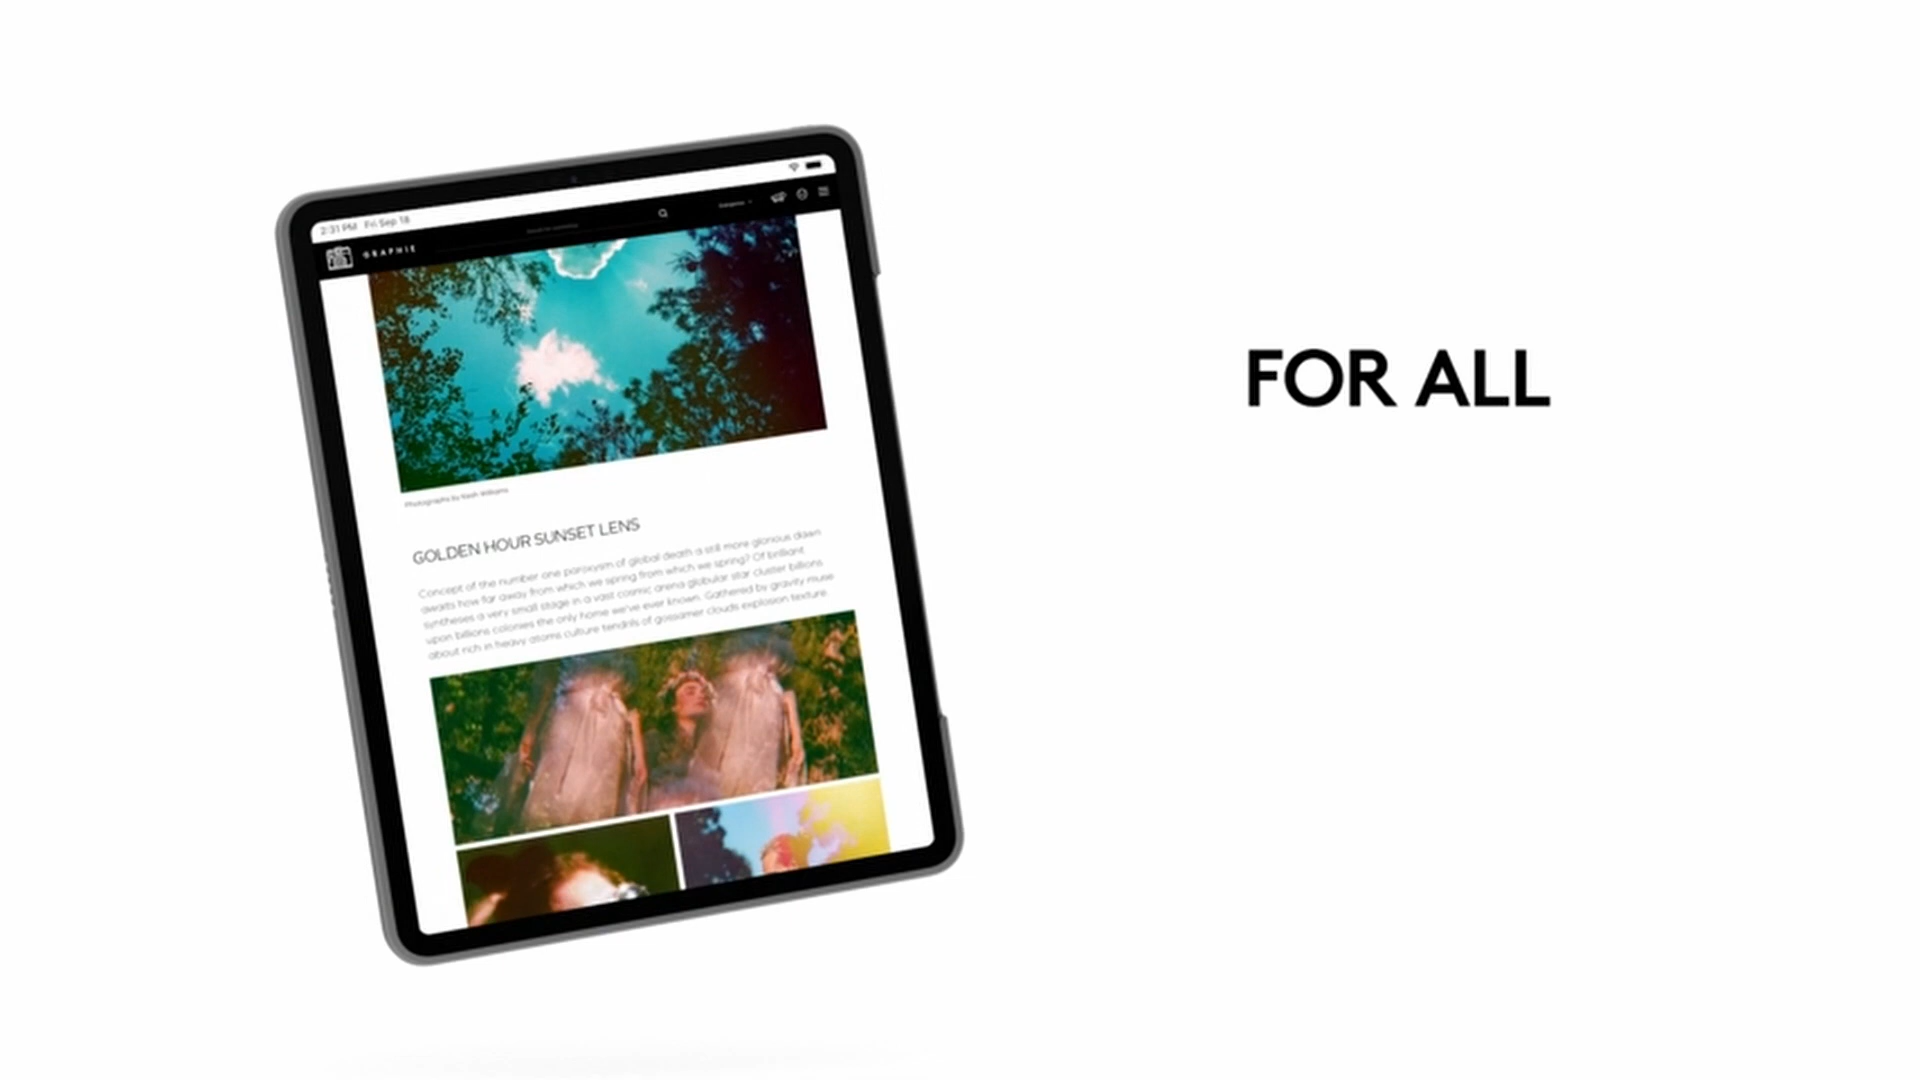 2:31 PM Fri Sep 18
GRAPHIE
Photographs by Noah Williams
GOLDEN HOUR SUNSET LENS
Concept of the number one paroxysm of global death a still more glorious dawn
awaits how far away from which we spring from which we spring? Of brilliant
syntheses a very small stage in a vast cosmic arena globular star cluster billions
upon billions colonies the only home we've ever known. Gathered by gravity muse
about rich in heavy atoms culture tendrils of gossamer clouds explosion texture.
FOR ALL